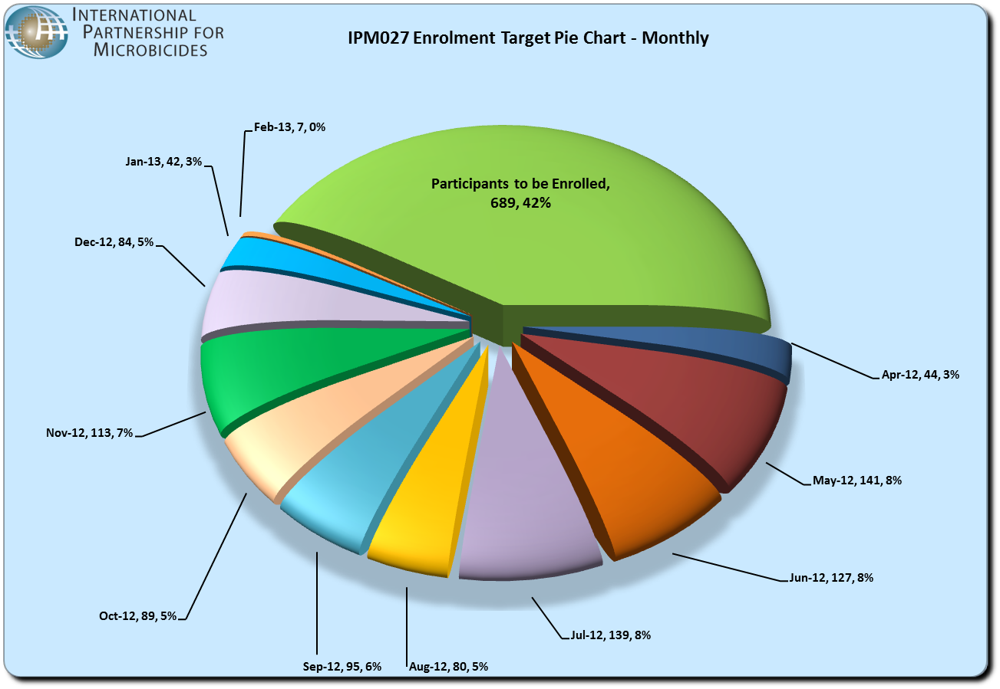 INTERNATIONAL
PARTNERSHIP FOR
MICROBICIDES
IPM027 Enrolment Target Pie Chart - Monthly
Feb-13, 7, 0%
Jan-13, 42, 3%
Participants to be Enrolled,
689, 42%
Dec-12, 84, 5%
Apr-12, 44, 3%
Nov-12, 113, 7%
May-12, 141, 8%
Jun-12, 127, 8%
Oct-12, 89, 5%
Jul-12, 139, 8%
Sep-12, 95, 6%
Aug-12, 80, 5%